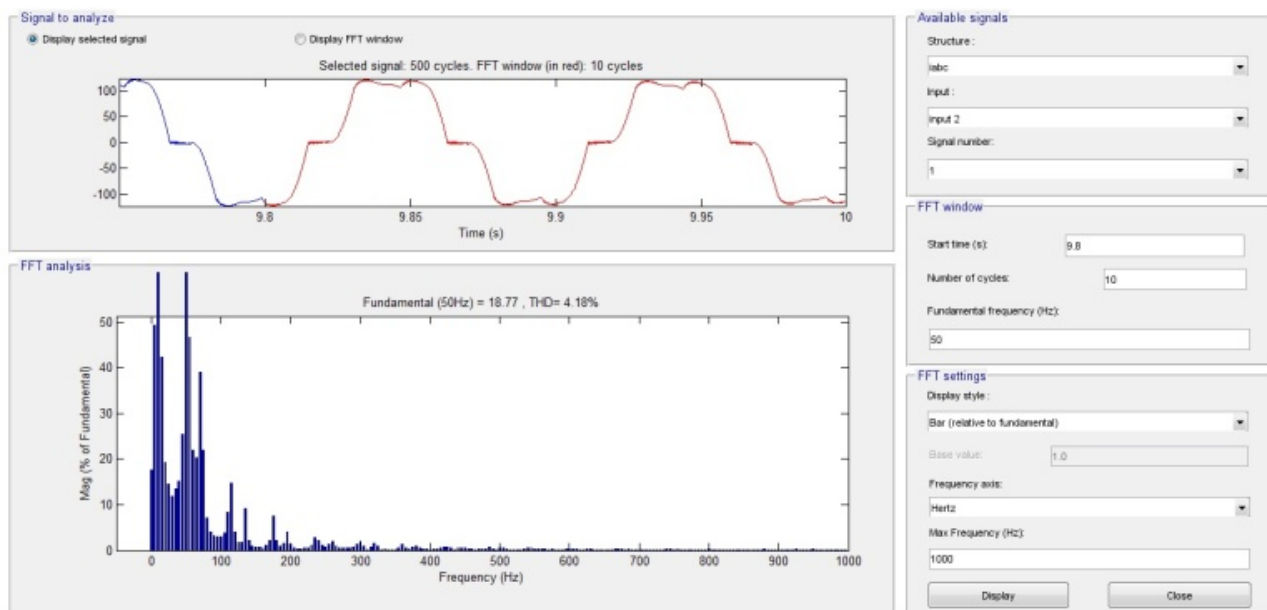 Signal to analyze
Display selected signal
Display FFT window
Selected signal: 500 cycles. FFT window (in red): 10 cycles
100
50
0
-50
-100
9.8
9.85
9.9
9.95
10
Time (s)
FFT analysis
Fundamental (50Hz) = 18.77 , THD= 4.18%
50
40
30
20
10
0
Mag (% of Fundamental)
0
100
200
300
400
500
600
700
800
900
1000
Frequency (Hz)
Available signals
Structure :
iabc
Input :
input 2
Signal number:
1
FFT window
Start time (s):
9.8
Number of cycles:
10
Fundamental frequency (Hz):
50
FFT settings
Display style :
Bar (relative to fundamental)
Base value:
1.0
Frequency axis:
Hertz
Max Frequency (Hz):
1000
Display
Close